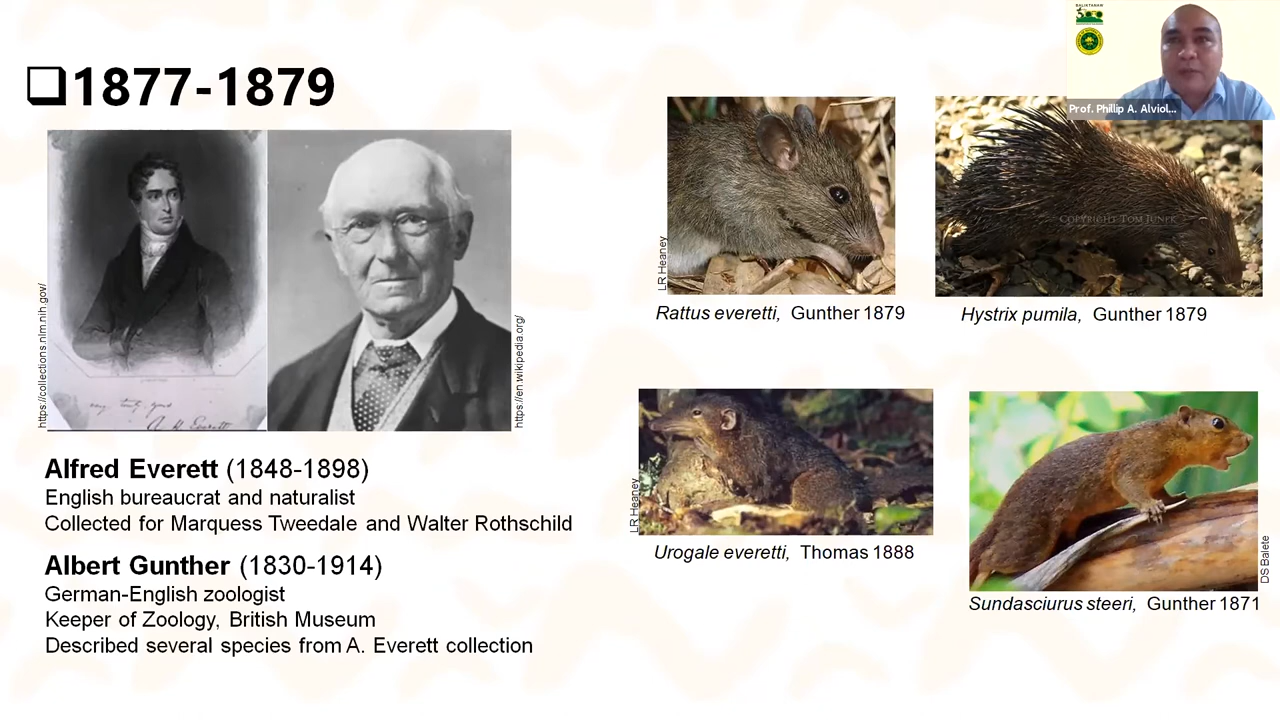 ❑1877-1879
https://collections.nlm.nih.gov/
https://en.wikipedia.org/
Alfred Everett (1848-1898)
English bureaucrat and naturalist
Collected for Marquess Tweedale and Walter Rothschild
Albert Gunther (1830-1914)
German-English zoologist
Keeper of Zoology, British Museum
Described several species from A. Everett collection
LR Heaney
Rattus everetti, Gunther 1879
COPYRIGHT TOM JUNEK
Hystrix pumila, Gunther 1879
LR Heaney
Urogale everetti, Thomas 1888
DS Balete
Sundasciurus steeri, Gunther 1871
Prof. Phillip A. Alviol...